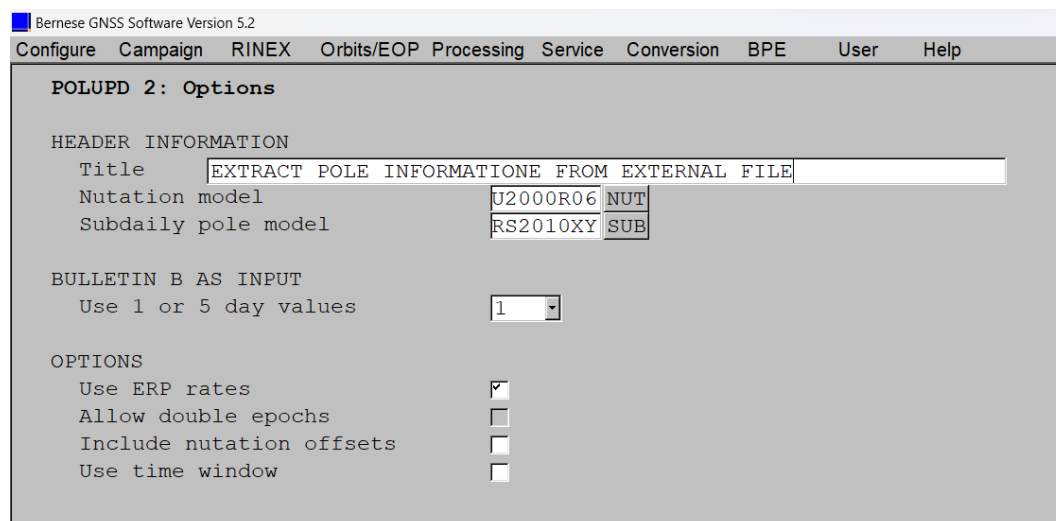 Bernese GNSS Software Version 5.2
Configure Campaign RINEX Orbits/EOP Processing Service Conversion BPE User Help
POLUPD 2: Options
HEADER INFORMATION
Title EXTRACT POLE INFORMATIONE FROM EXTERNAL FILE
Nutation model U2000R06 NUT
Subdaily pole model RS2010XY SUB
BULLETIN B AS INPUT
Use 1 or 5 day values 1
OPTIONS
Use ERP rates
Allow double epochs
Include nutation offsets
Use time window